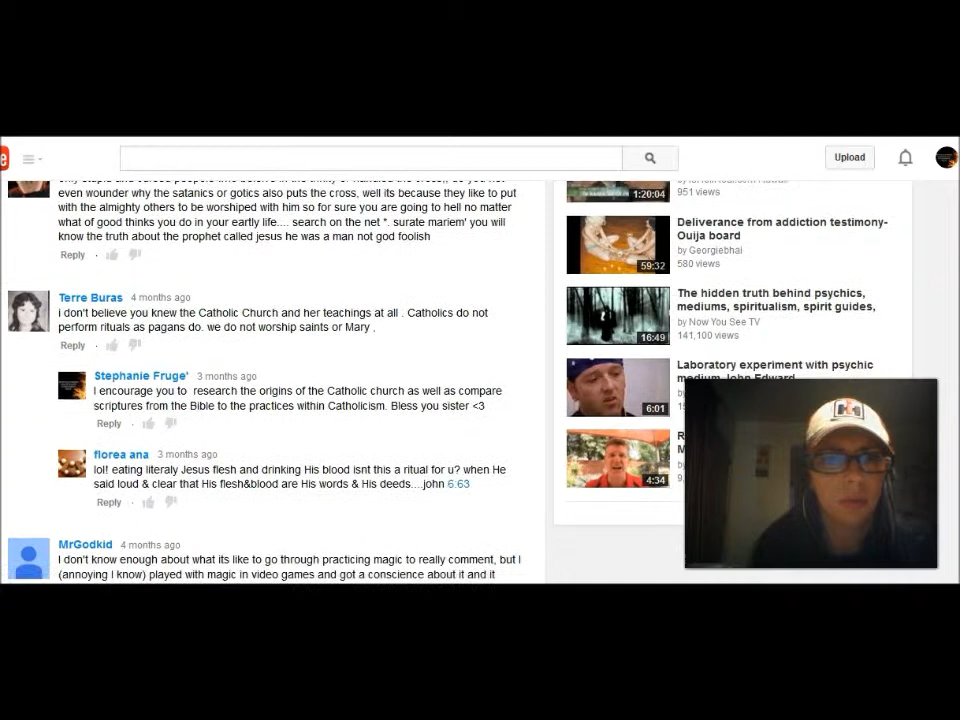 e
Upload
even wounder why the satanics or gotics also puts the cross, well its because they like to put
with the almighty others to be worshiped with him so for sure you are going to hell no matter
what of good thinks you do in your eartly life.... search on the net *. surate mariem' you will
know the truth about the prophet called jesus he was a man not god foolish
Reply
Terre Buras 4 months ago
i don't believe you knew the Catholic Church and her teachings at all . Catholics do not
perform rituals as pagans do. we do not worship saints or Mary .
Reply
Stephanie Fruge' 3 months ago
I encourage you to research the origins of the Catholic church as well as compare
scriptures from the Bible to the practices within Catholicism. Bless you sister <3
Reply
florea ana 3 months ago
lol! eating literaly Jesus flesh and drinking His blood isnt this a ritual for u? when He
said loud & clear that His flesh&blood are His words & His deeds....john 6.63
Reply
MrGodkid 4 months ago
I don't know enough about what its like to go through practicing magic to really comment, but I
(annoying I know) played with magic in video games and got a conscience about it and it
1:20:04
951 views
Deliverance from addiction testimony-
Ouija board
by Georgiebhai
580 views
59:32
The hidden truth behind psychics,
mediums, spiritualism, spirit guides,
by Now You See TV
141,100 views
16:49
Laboratory experiment with psychic
medium, John Edward
6:01
4:34